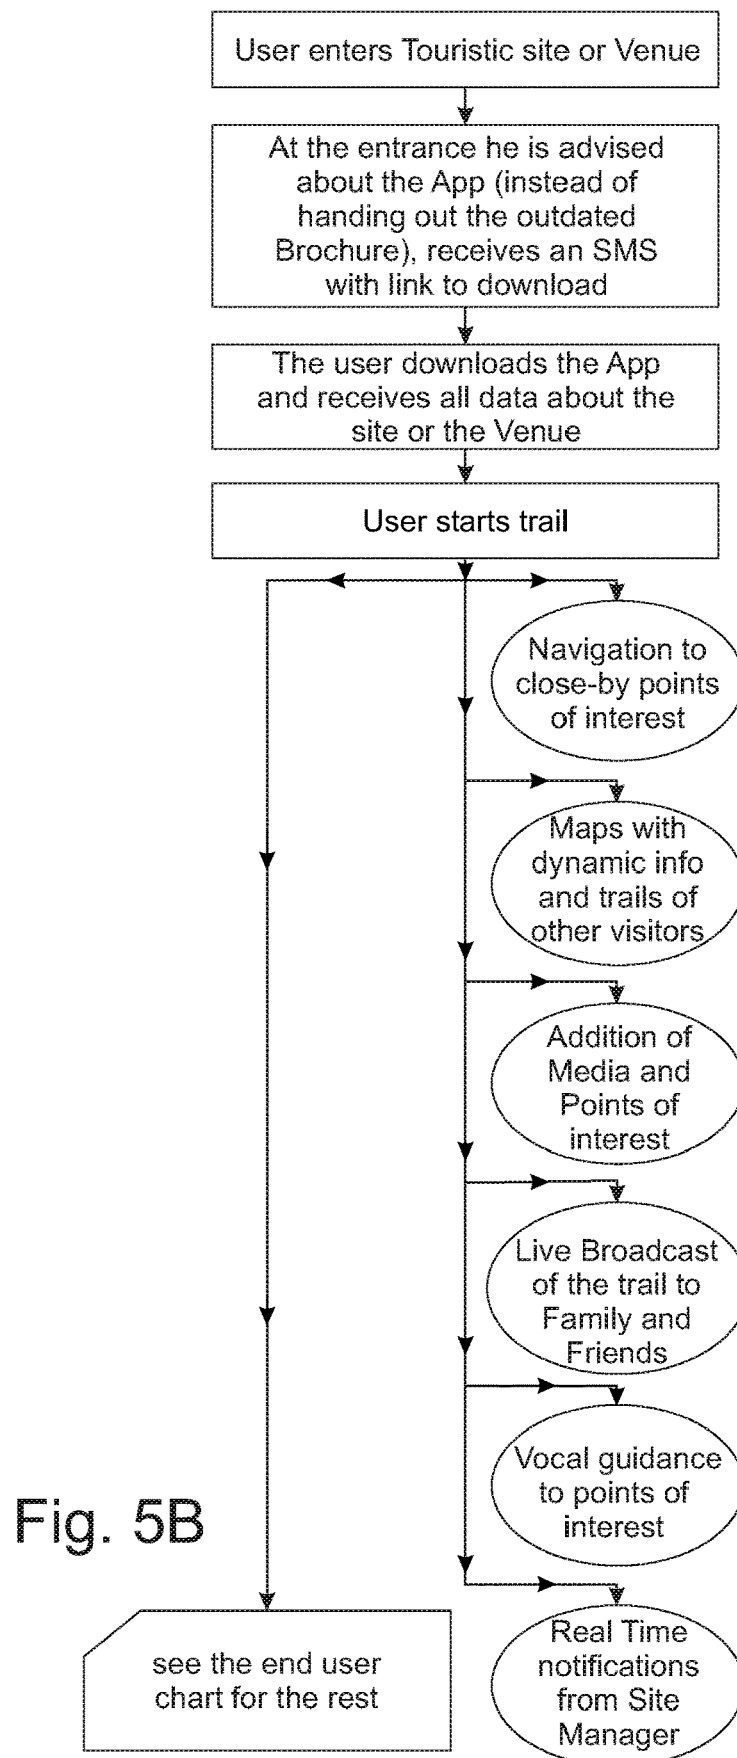 User enters Touristic site or Venue
At the entrance he is advised
about the App (instead of
handing out the outdated
Brochure), receives an SMS
with link to download
The user downloads the App
and receives all data about the
site or the Venue
User starts trail
Navigation to
close-by points
of interest
Maps with
dynamic info
and trails of
other visitors
Addition of
Media and
Points of
interest
Live Broadcast
of the trail to
Family and
Friends
Vocal guidance
to points of
interest
Fig. 5B
see the end user
chart for the rest
Real Time
notifications
from Site
Manager